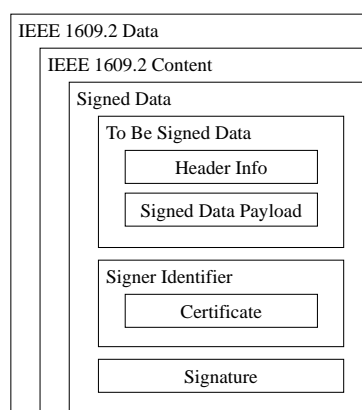 IEEE 1609.2 Data
IEEE 1609.2 Content
Signed Data
To Be Signed Data
Header Info
Signed Data Payload
Signer Identifier
Certificate
Signature